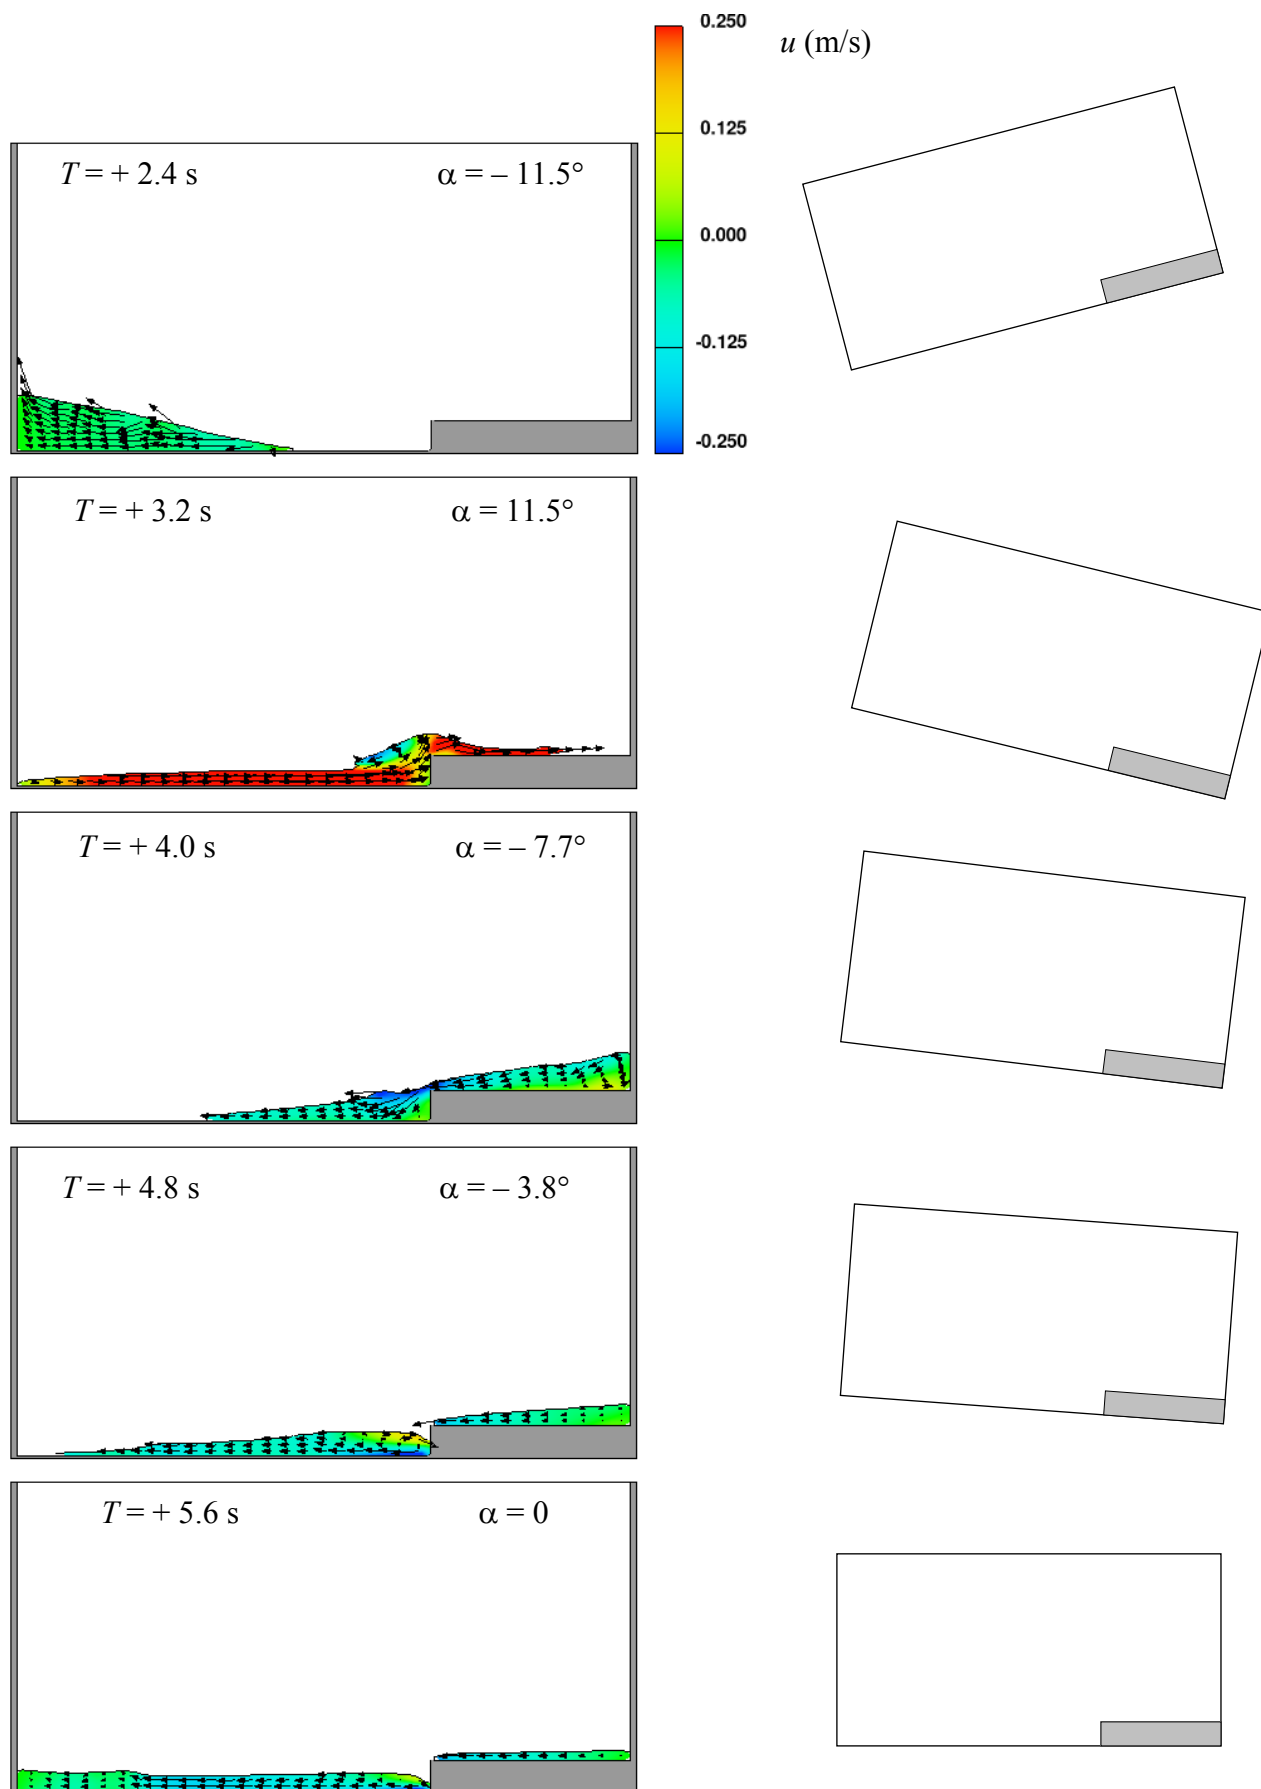 0.250
u (m/s)
0.125
0.000
-0.125
-0.250
T = + 2.4 s α = – 11.5°
T = + 3.2 s α = 11.5°
T = + 4.0 s α = – 7.7°
T = + 4.8 s α = – 3.8°
T = + 5.6 s α = 0